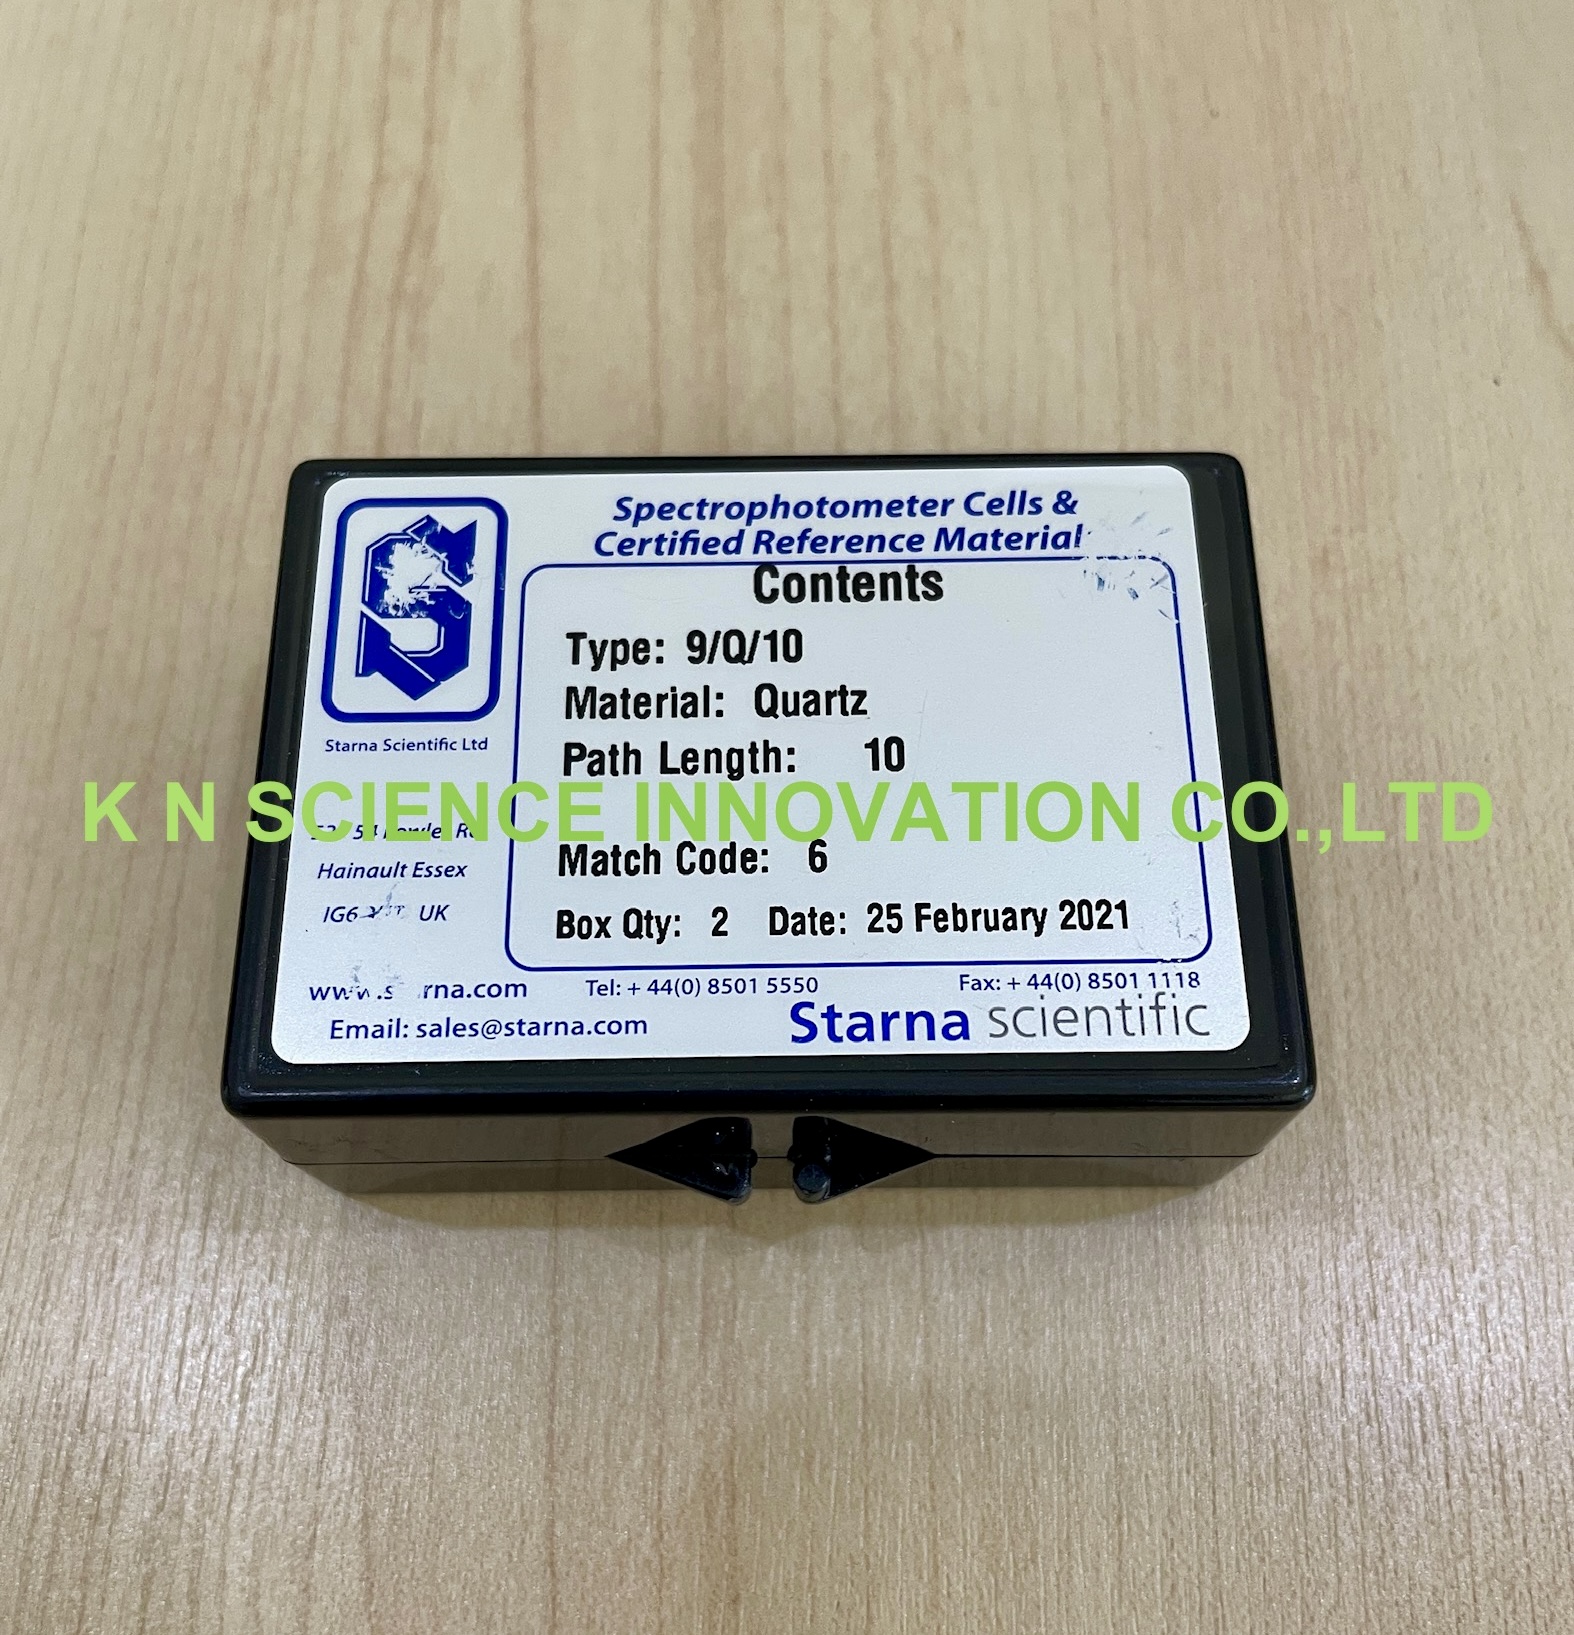 Spectrophotometer Cells &
Certified Reference Material
Contents
Type: 9/Q/10
Material: Quartz
Path Length: 10
Match Code: 6
Box Qty: 2 Date: 25 February 2021
Starna Scientific Ltd
K N SCIENCE INNOVATION CO.,LTD
Hainault Essex
IG6 UK
Tel: + 44(0) 8501 5550
Fax: + 44(0) 8501 1118
Email: sales@starna.com
Starna scientific